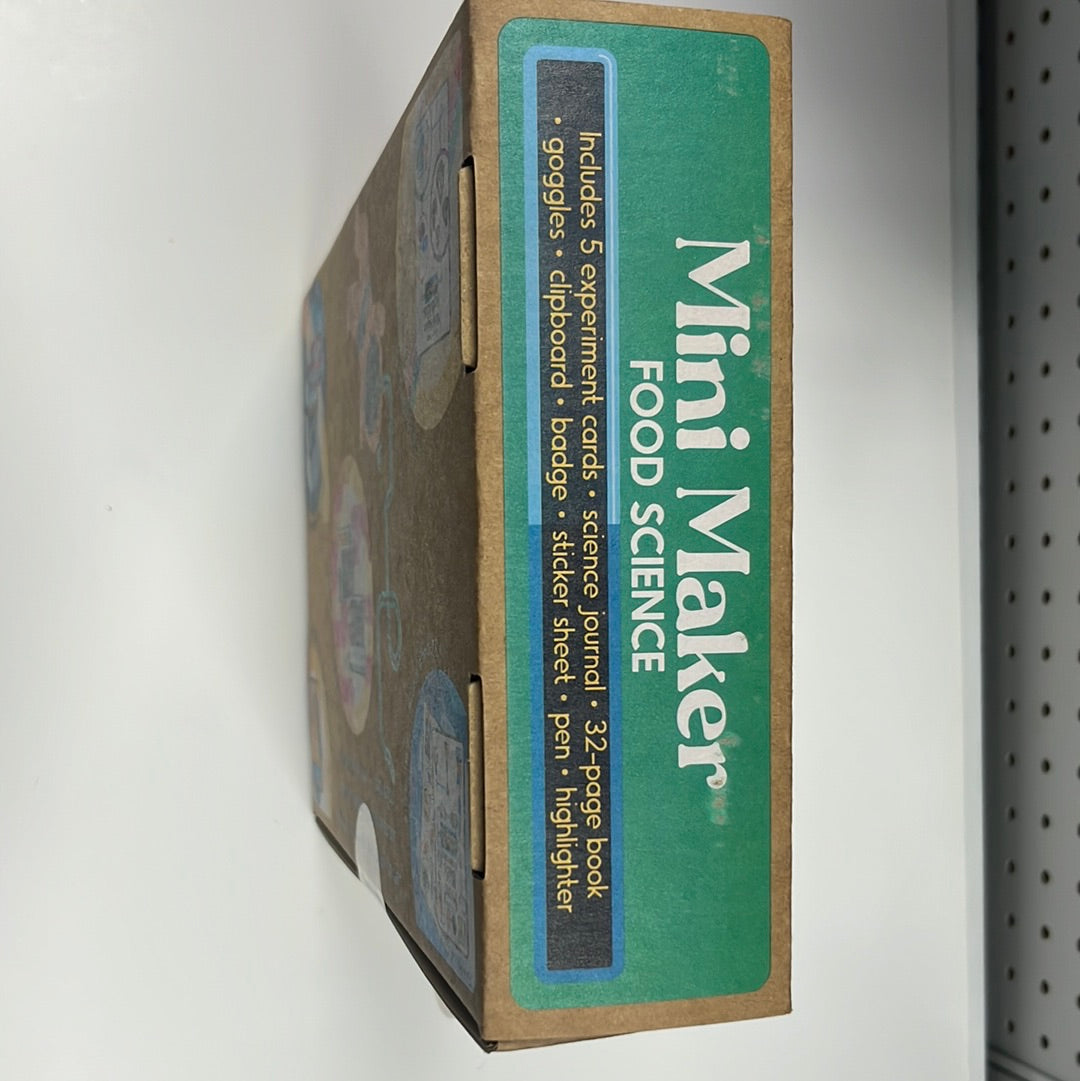 Mini Maker
FOOD SCIENCE
Includes 5 experiment cards • science journal • 32-page book
• goggles • clipboard • badge • sticker sheet • pen • highlighter